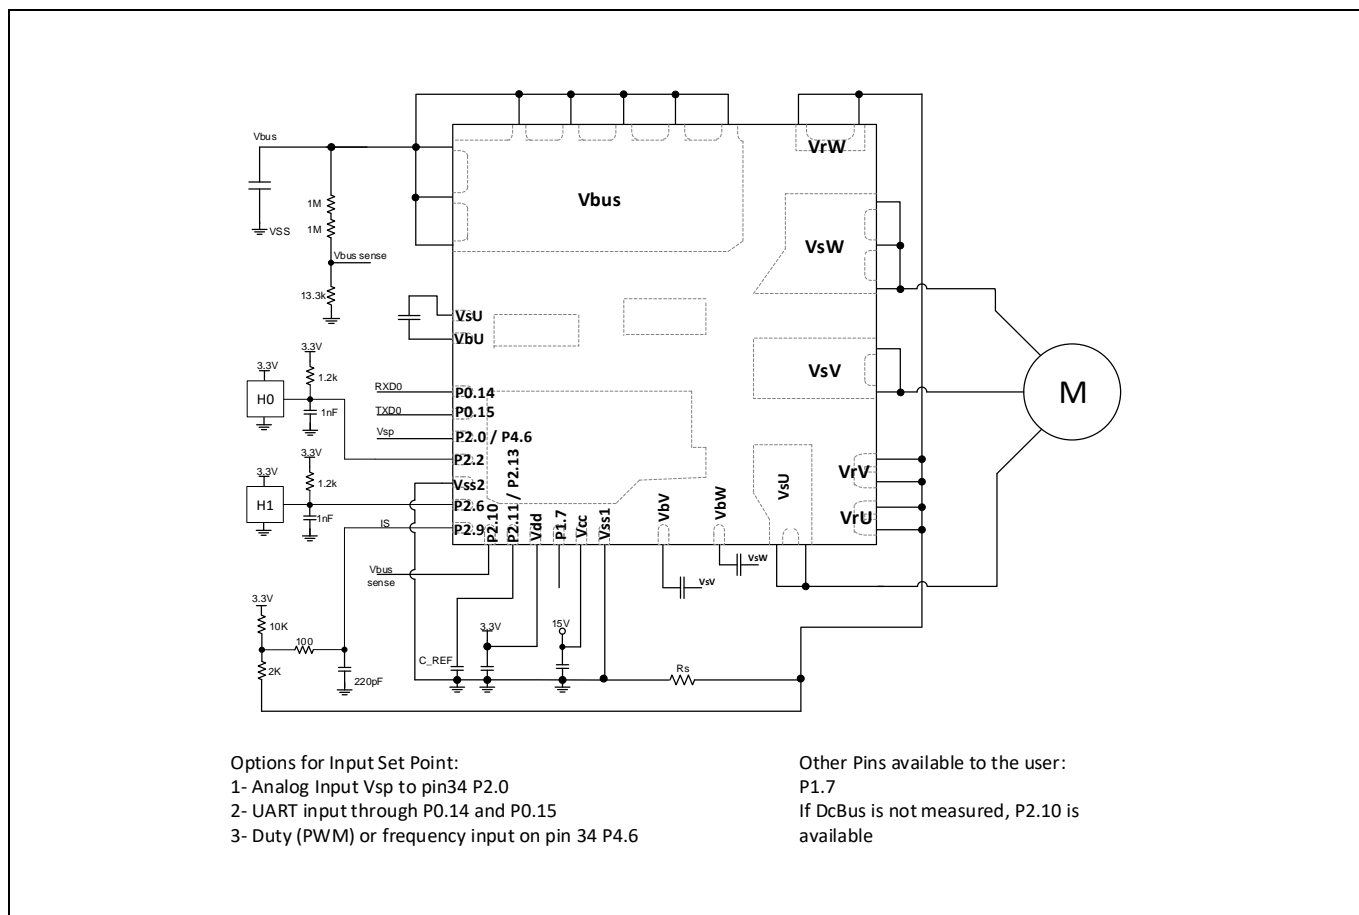 VrW
Vbus
Vbus
1M
1M
VSS
VsW
Vbus sense
13.3k
VsU
VbU
3.3V
3.3V
1.2k
VsV
H0
1nF
RXD0
P0.14
TXD0
P0.15
Vsp
P2.0 / P4.6
M
P2.2
3.3V
3.3V
1.2k
Vss2
H1
1nF
P2.6
IS
P2.9
P2.10
P2.11 / P2.13
Vdd
P1.7
Vcc
Vss1
VbV
VbW
VsU
VrV
VrU
VsW
VsV
Vbus
sense
3.3V
10K
100
2K
220pF
C_REF
3.3V
15V
Rs
Options for Input Set Point:
1- Analog Input Vsp to pin34 P2.0
2- UART input through P0.14 and P0.15
3- Duty (PWM) or frequency input on pin 34 P4.6
Other Pins available to the user:
P1.7
If DcBus is not measured, P2.10 is
available